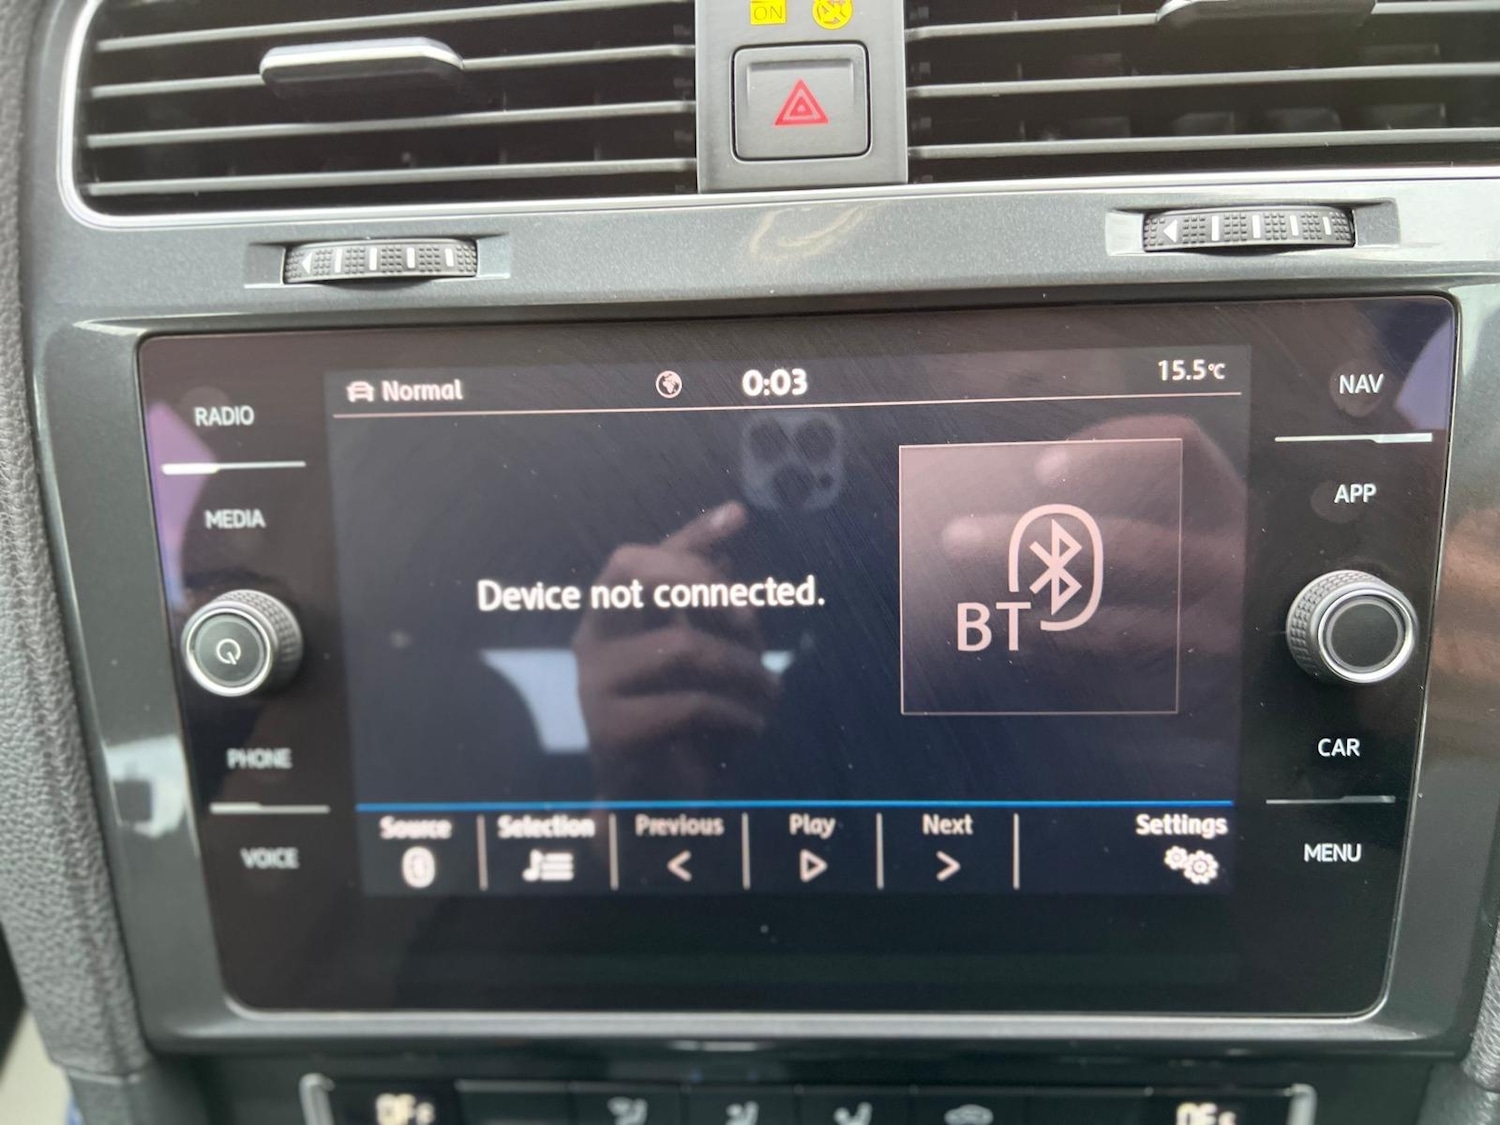 ON
Normal
0:03
15.5°C
RADIO
MEDIA
PHONE
VOICE
Device not connected.
BT
Source
Selection
Previous
Play
Next
Settings
NAV
APP
CAR
MENU